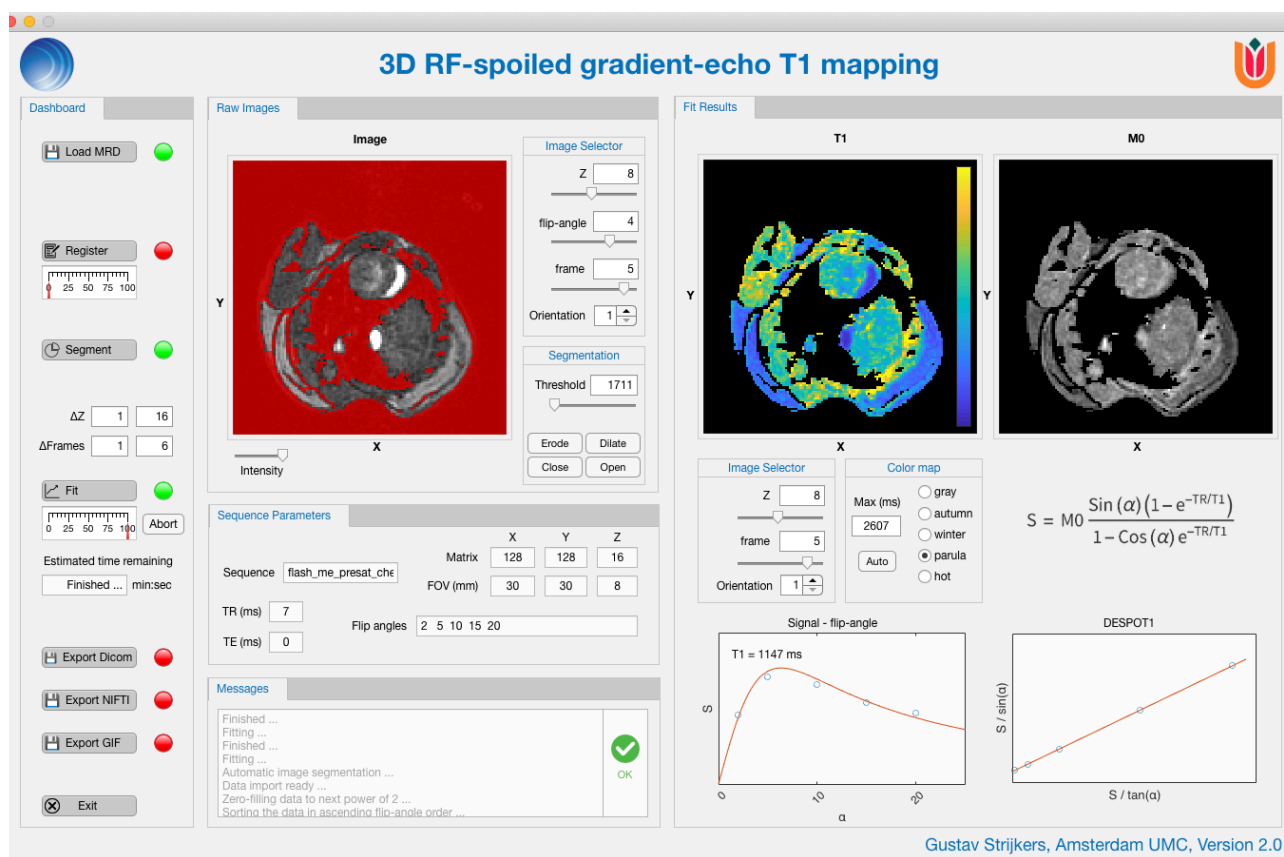 3D RF-spoiled gradient-echo T1 mapping
Dashboard
Load MRD
Register
0 25 50 75 100
Segment
ΔZ 1 16
ΔFrames 1 6
Fit
0 25 50 75 100
Abort
Estimated time remaining
Finished ... min:sec
Export Dicom
Export NIFTI
Export GIF
Exit
Raw Images
Image
Y
X
Intensity
Image Selector
Z 8
flip-angle 4
frame 5
Orientation 1
Segmentation
Threshold 1711
Erode Dilate
Close Open
Sequence Parameters
X Y Z
Matrix 128 128 16
Sequence flash_me_presat_che
FOV (mm) 30 30 8
TR (ms) 7
Flip angles 2 5 10 15 20
TE (ms) 0
Messages
Finished ...
Fitting ...
Finished ...
Fitting ...
Automatic image segmentation ...
Data import ready ...
Zero-filling data to next power of 2 ...
Sorting the data in ascending flip-angle order ...
OK
Fit Results
T1 M0
Y Y
X X
Image Selector
Z 8
frame 5
Orientation 1
Color map
Max (ms)
2607
Auto
gray
autumn
winter
parula
hot
S = M0 Sin (α) (1 − e^−TR/T1) / 1 − Cos (α) e^−TR/T1
Signal - flip-angle
T1 = 1147 ms
S
0 10 20
α
DESPOT1
S / sin(α)
S / tan(α)
Gustav Strijkers, Amsterdam UMC, Version 2.0